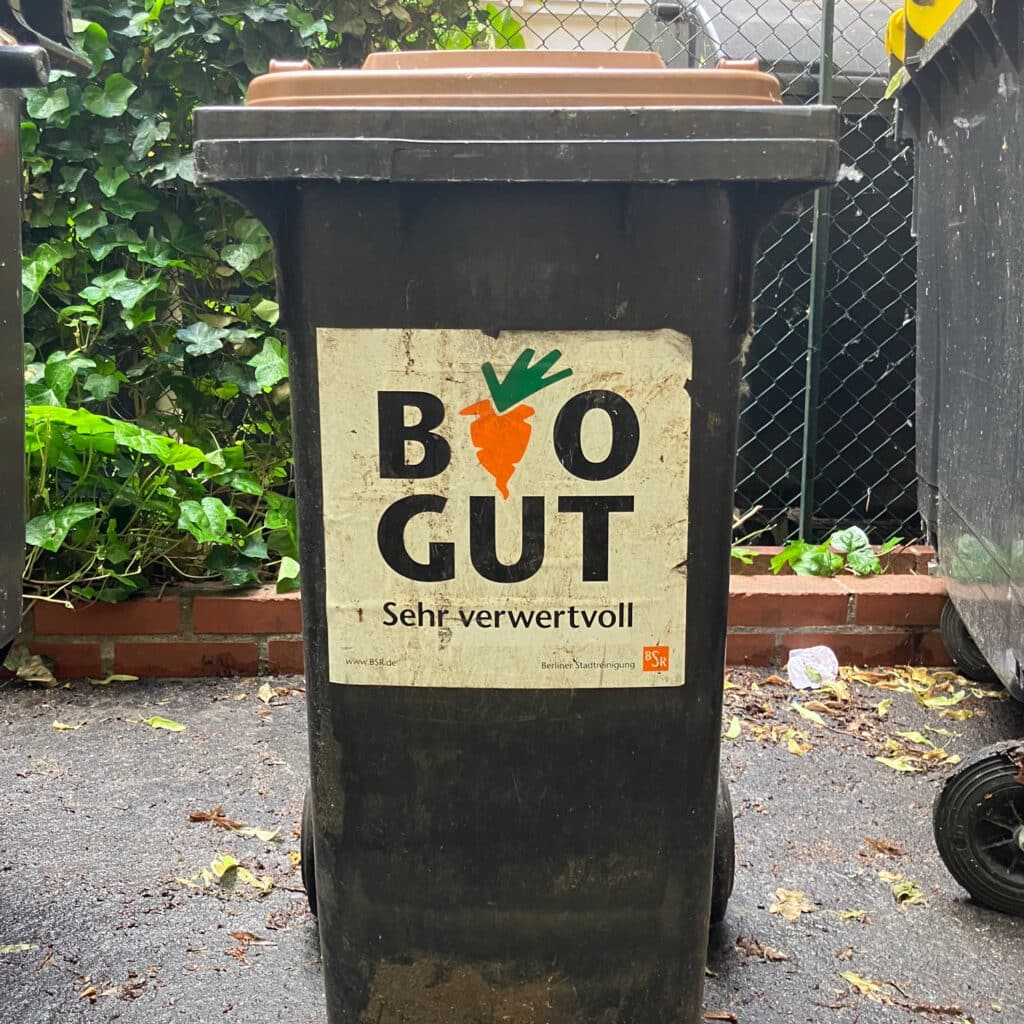 BIO
GUT
Sehr verwertvoll
www.BSR.de
Berliner Stadtreinigung
BSR